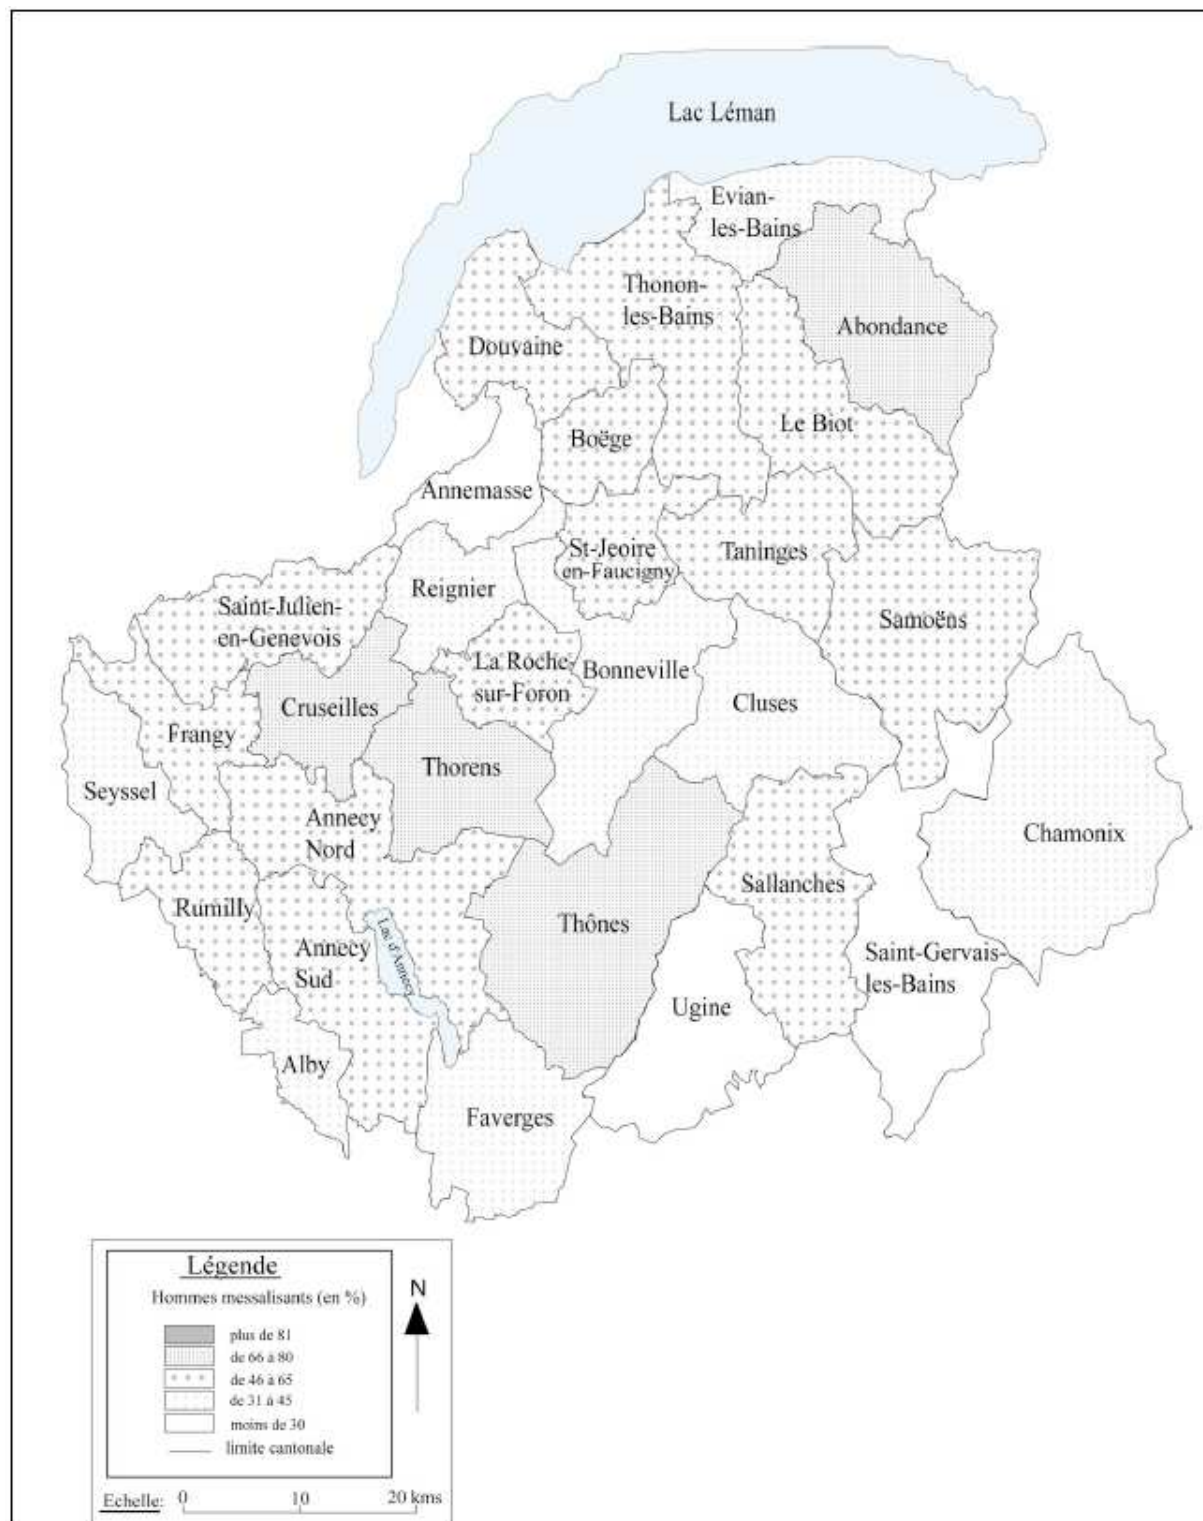 Lac Léman
Evian-
les-Bains
Thonon-
les-Bains
Abondance
Douvaine
Le Biot
Boëge
Annemasse
St-Jeoire
en-Faucigny
Taninges
Reignier
Saint-Julien-
en-Genevois
Samoëns
La Roche-
sur-Foron
Bonneville
Cruseilles
Cluses
Frangy
Thorens
Seyssel
Annecy
Nord
Chamonix
Sallanches
Rumilly
Thônes
Lac d'Annecy
Annecy
Sud
Saint-Gervais-
les-Bains
Ugine
Alby
Faverges
Légende
Hommes messalisants (en %)
plus de 81
de 66 à 80
de 46 à 65
de 31 à 45
moins de 30
limite cantonale
N
Echelle: 0 10 20 kms